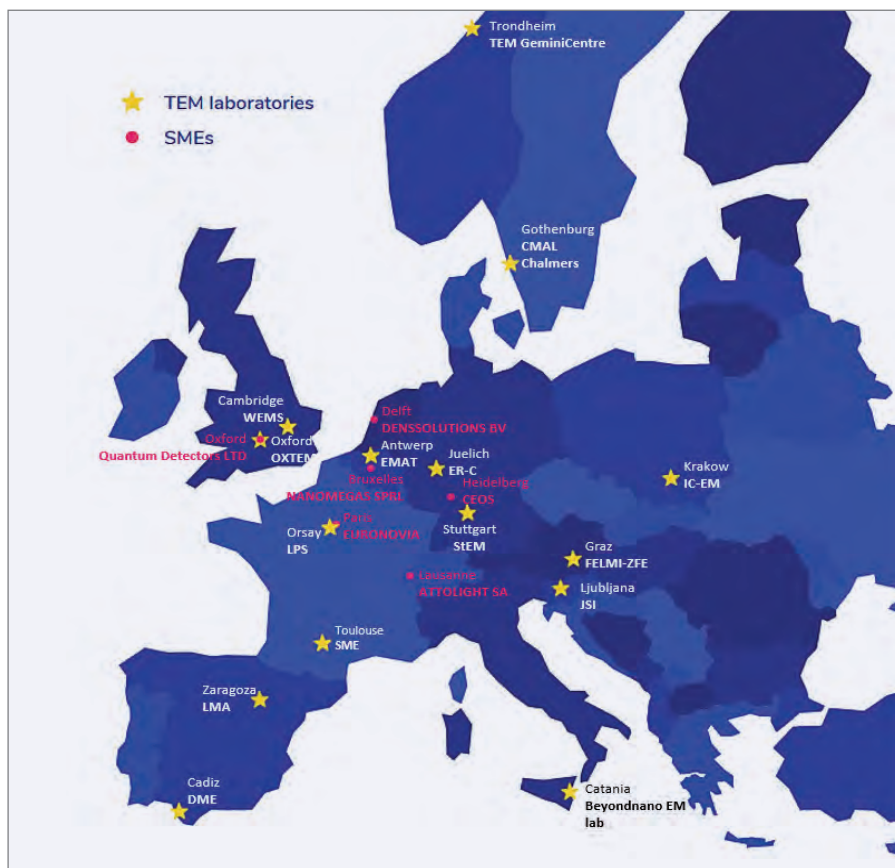 Trondheim
TEM GeminiCentre
TEM laboratories
SMEs
Gothenburg
CMAL
Chalmers
Cambridge
WEMS
Oxford
Quantum Detectors LTD
Oxford
OXTEM
Delft
DENSSOLUTIONS BV
Antwerp
EMAT
Juelich
ER-C
Bruxelles
NANOMEGAS SPRL
Heidelberg
CEOS
Krakow
IC-EM
Stuttgart
StEM
Orsay
LPS
Paris
EURONOVIA
Graz
FELMI-ZFE
Lausanne
ATTOLIGHT SA
Ljubljana
JSI
Toulouse
SME
Zaragoza
LMA
Cadiz
DME
Catania
Beyondnano EM
lab